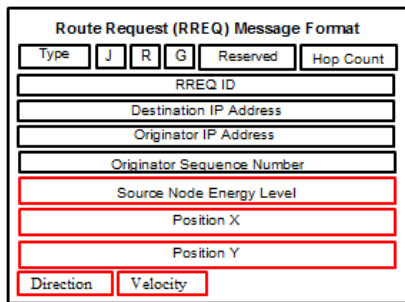 Route Request (RREQ) Message Format
Type J R G Reserved Hop Count
RREQ ID
Destination IP Address
Originator IP Address
Originator Sequence Number
Source Node Energy Level
Position X
Position Y
Direction Velocity